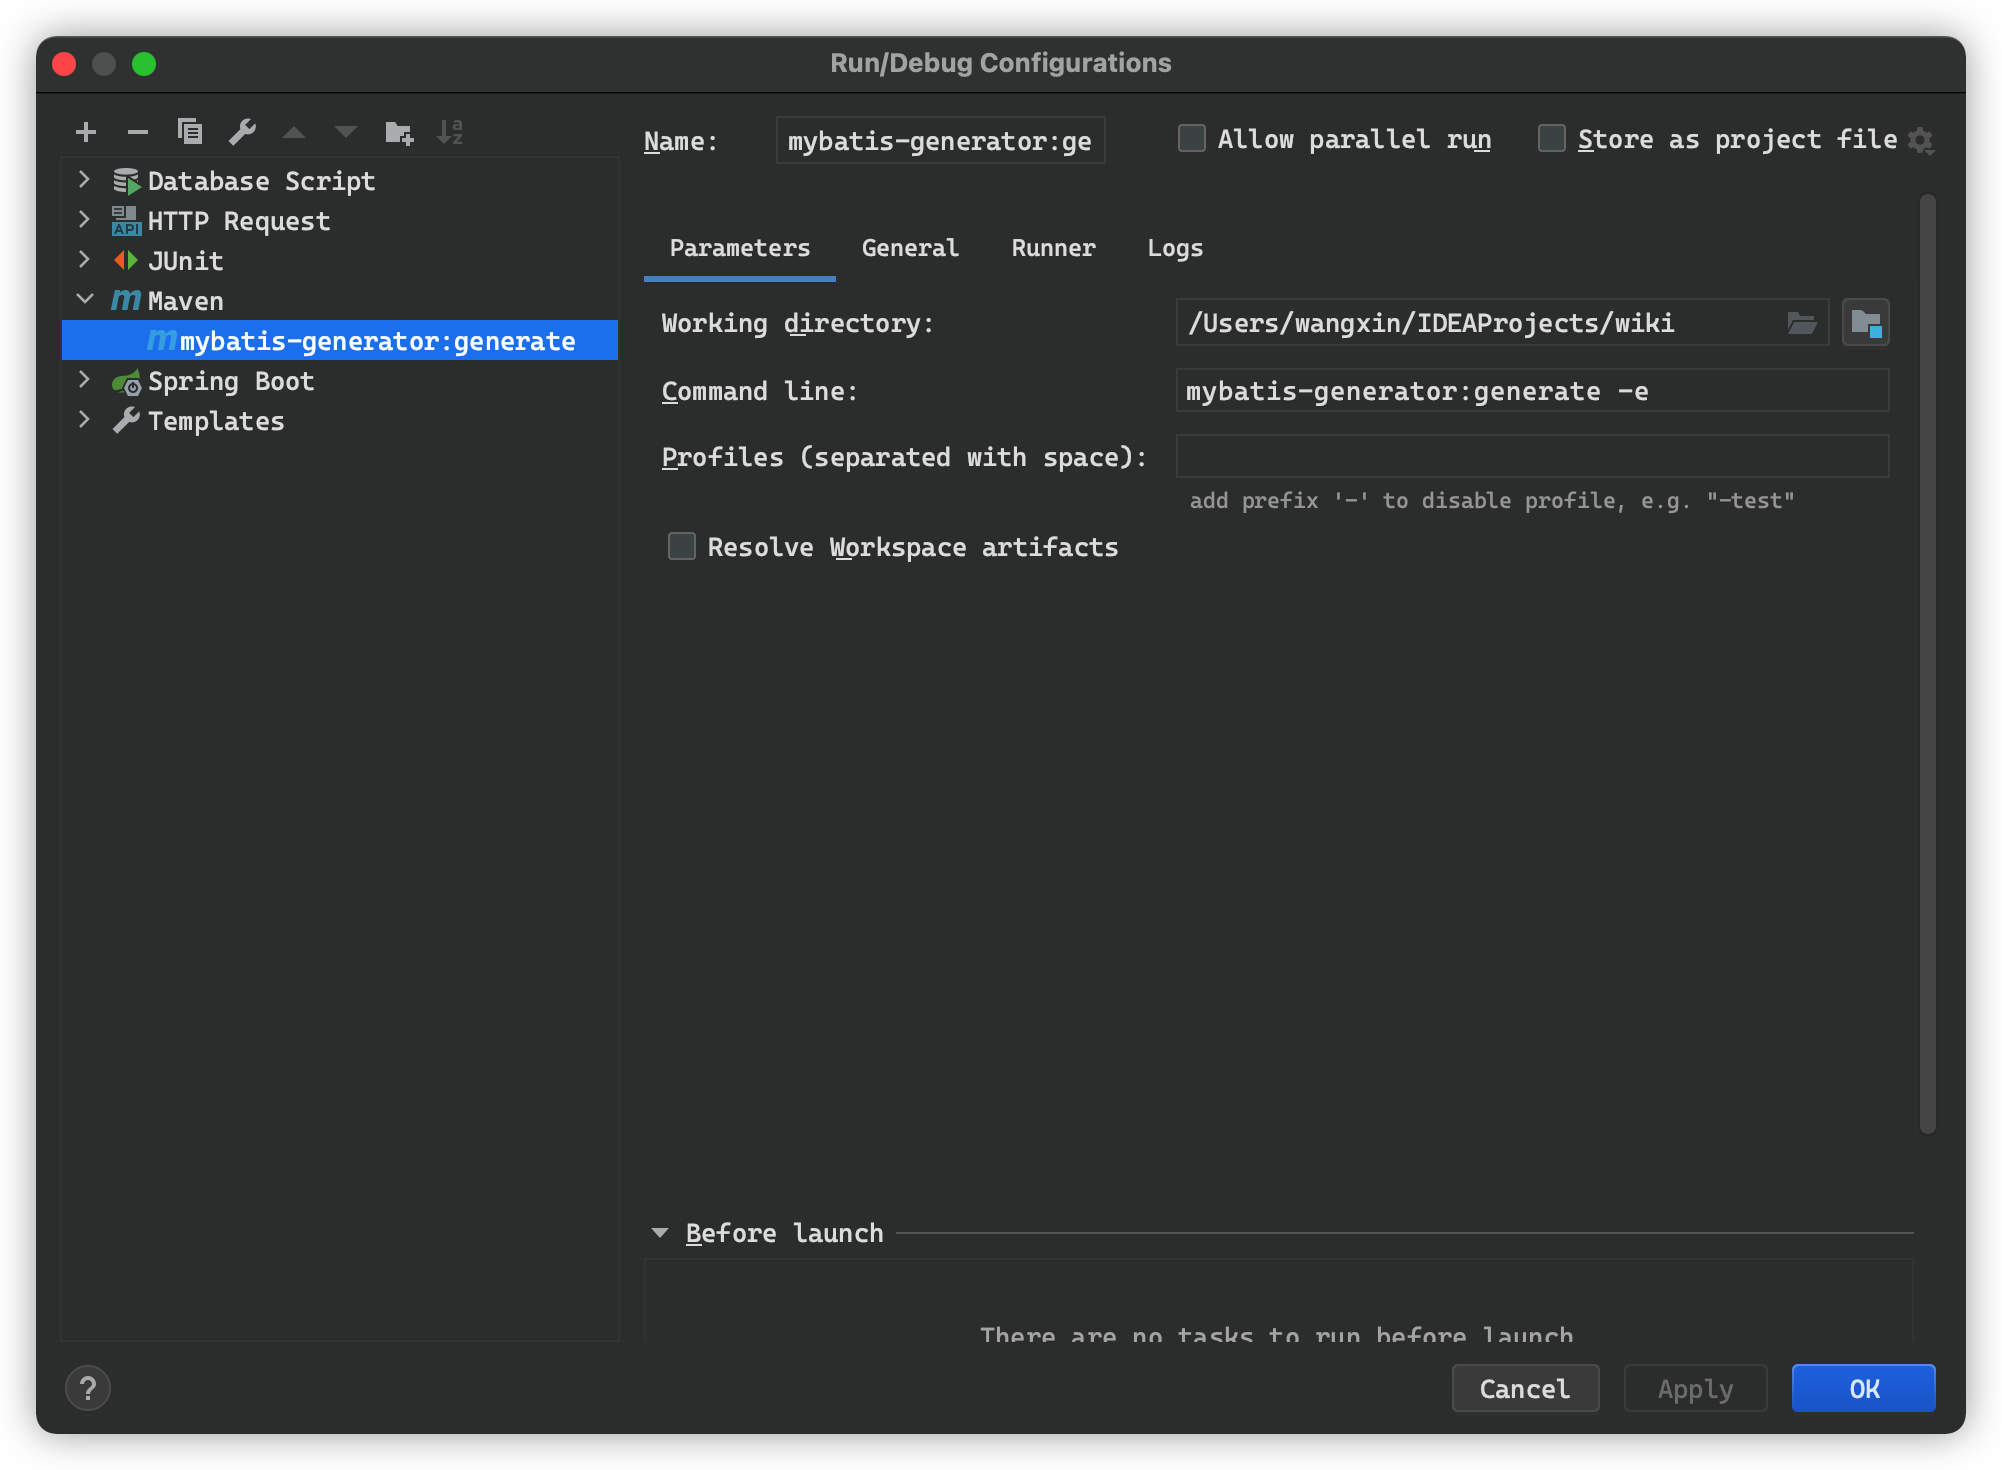 Run/Debug Configurations
Name: mybatis-generator:ge
Allow parallel run
Store as project file
Database Script
API HTTP Request
JUnit
m Maven
m mybatis-generator:generate
Spring Boot
Templates
Parameters General Runner Logs
Working directory: /Users/wangxin/IDEAProjects/wiki
Command line: mybatis-generator:generate -e
Profiles (separated with space):
add prefix '-' to disable profile, e.g. "-test"
Resolve Workspace artifacts
Before launch
There are no tasks to run before launch
? Cancel Apply OK